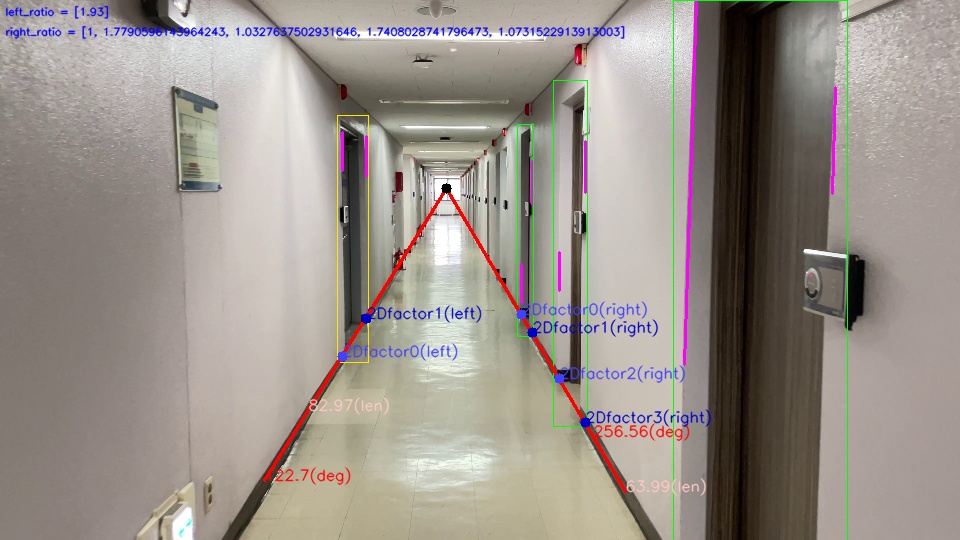 left_ratio = [1.93]
right_ratio = [1, 1.7790596143964243, 1.0327637502931646, 1.7408028741796473, 1.0731522913913003]
2Dfactor0(right)
2Dfactor1(left)
2Dfactor1(right)
2Dfactor0(left)
2Dfactor2(right)
82.97(len)
2Dfactor3(right)
256.56(deg)
22.7(deg)
63.99(len)